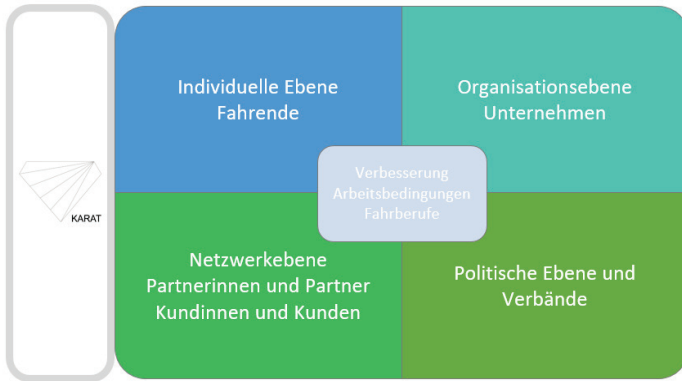 KARAT
Individuelle Ebene
Fahrende
Organisationsebene
Unternehmen
Verbesserung
Arbeitsbedingungen
Fahrberufe
Netzwerkebene
Partnerinnen und Partner
Kundinnen und Kunden
Politische Ebene und
Verbände